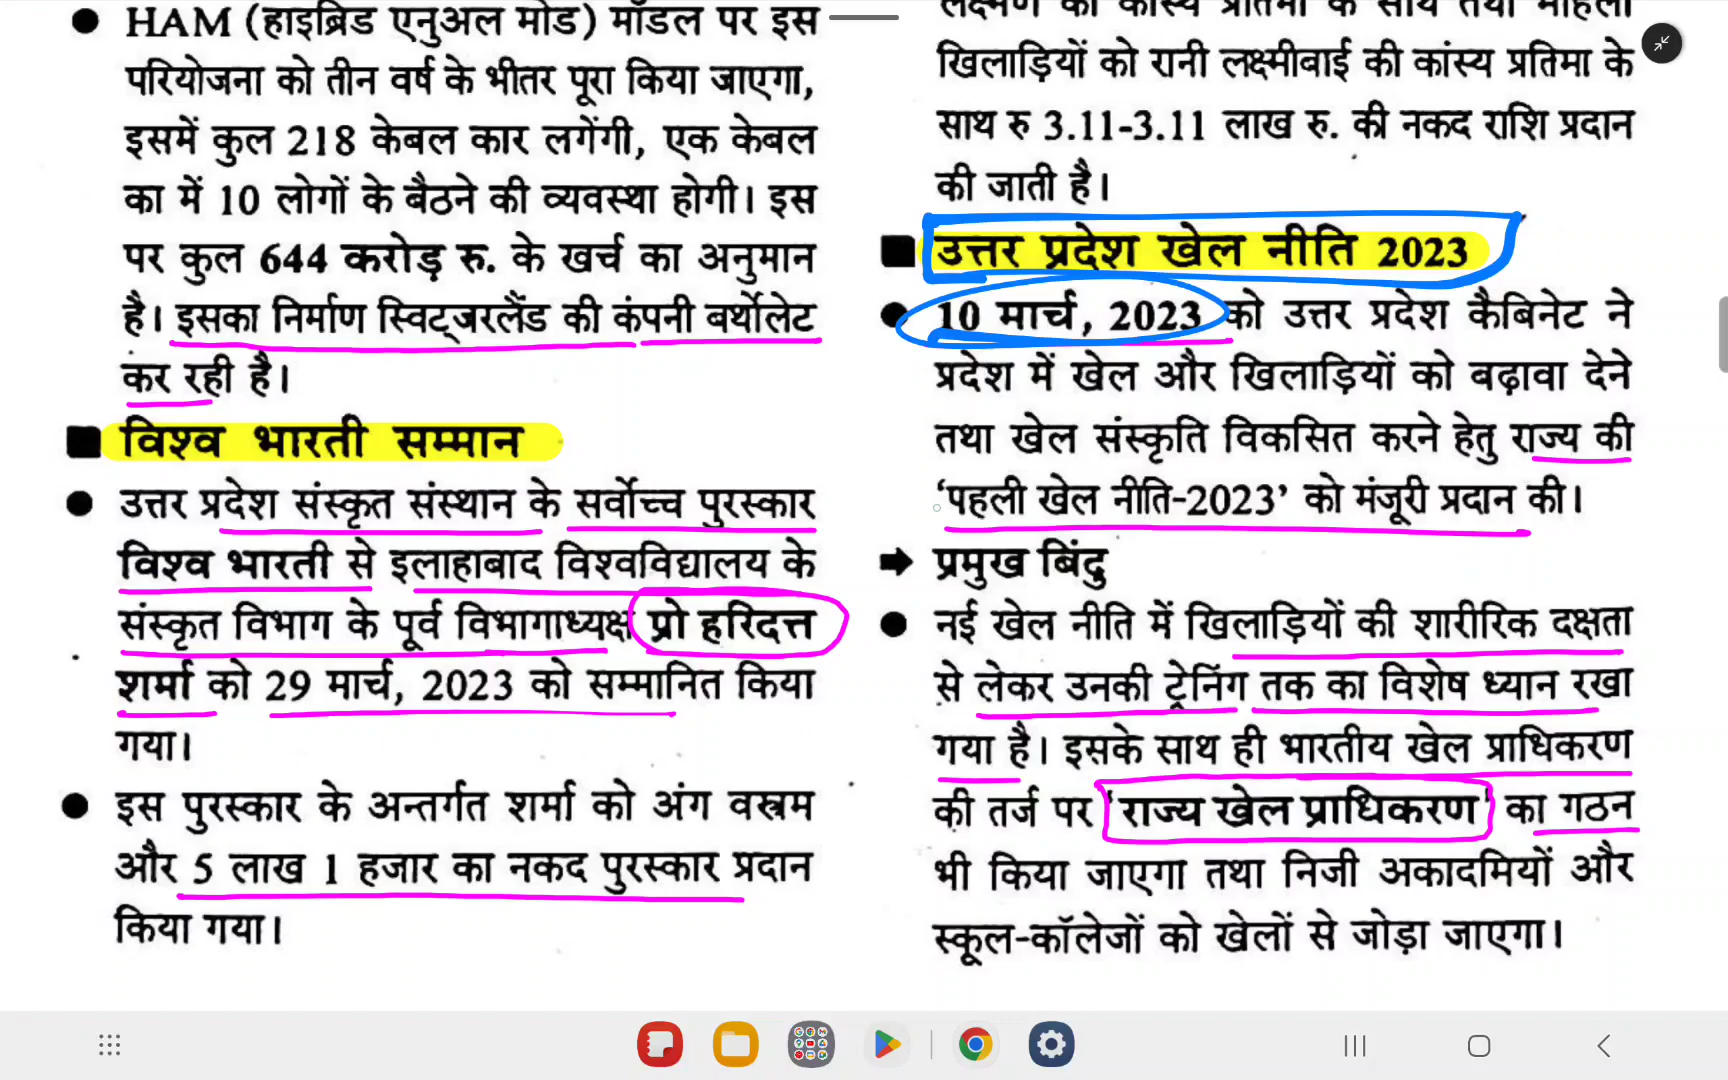 HAM (हाइब्रिड एनुअल मोड) मॉडल पर इस
परियोजना को तीन वर्ष के भीतर पूरा किया जाएगा,
इसमें कुल 218 केबल कार लगेंगी, एक केबल
का में 10 लोगों के बैठने की व्यवस्था होगी। इस
पर कुल 644 करोड़ रु. के खर्च का अनुमान
है। इसका निर्माण स्विट्जरलैंड की कंपनी बर्थोलेट
कर रही है।
विश्व भारती सम्मान
उत्तर प्रदेश संस्कृत संस्थान के सर्वोच्च पुरस्कार
विश्व भारती से इलाहाबाद विश्वविद्यालय के
संस्कृत विभाग के पूर्व विभागाध्यक्ष प्रो हरिदत्त
शर्मा को 29 मार्च, 2023 को सम्मानित किया
गया।
इस पुरस्कार के अन्तर्गत शर्मा को अंग वस्त्रम
और 5 लाख 1 हजार का नकद पुरस्कार प्रदान
किया गया।
लक्ष्मण की कांस्य प्रतिमा के साथ तथा महिला
खिलाड़ियों को रानी लक्ष्मीबाई की कांस्य प्रतिमा के
साथ रु 3.11-3.11 लाख रु. की नकद राशि प्रदान
की जाती है।
उत्तर प्रदेश खेल नीति 2023
10 मार्च, 2023 को उत्तर प्रदेश कैबिनेट ने
प्रदेश में खेल और खिलाड़ियों को बढ़ावा देने
तथा खेल संस्कृति विकसित करने हेतु राज्य की
‘पहली खेल नीति-2023’ को मंजूरी प्रदान की।
प्रमुख बिंदु
नई खेल नीति में खिलाड़ियों की शारीरिक दक्षता
से लेकर उनकी ट्रेनिंग तक का विशेष ध्यान रखा
गया है। इसके साथ ही भारतीय खेल प्राधिकरण
की तर्ज पर 'राज्य खेल प्राधिकरण' का गठन
भी किया जाएगा तथा निजी अकादमियों और
स्कूल-कॉलेजों को खेलों से जोड़ा जाएगा।